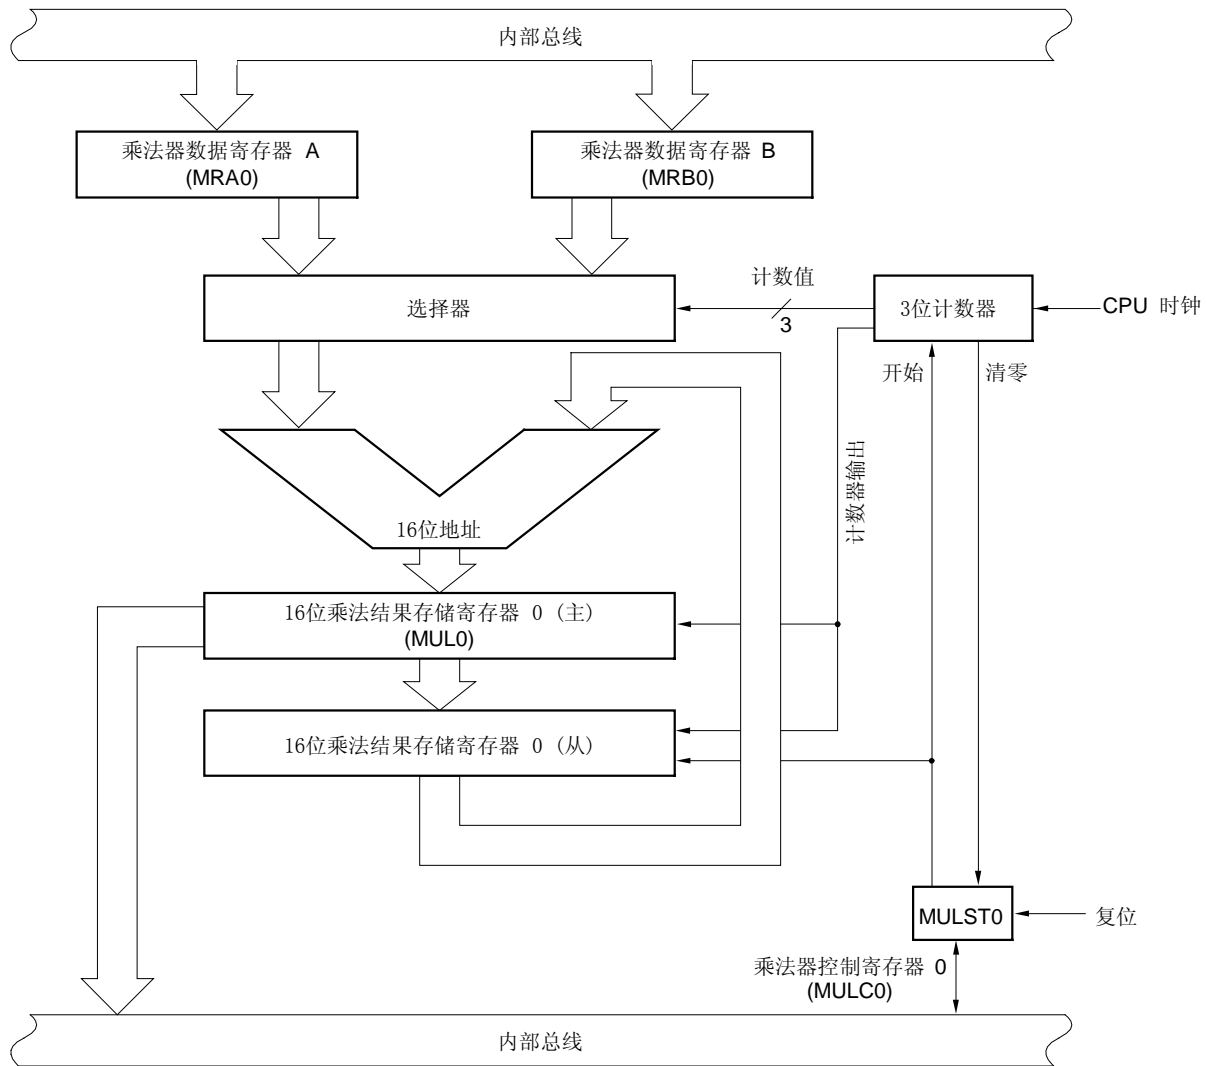 内部总线
乘法器数据寄存器 A
(MRA0)
乘法器数据寄存器 B
(MRB0)
选择器
计数值
3
3位计数器
CPU 时钟
开始
清零
计数器输出
16位地址
16位乘法结果存储寄存器 0 (主)
(MUL0)
16位乘法结果存储寄存器 0 (从)
MULST0
复位
乘法器控制寄存器 0
(MULC0)
内部总线